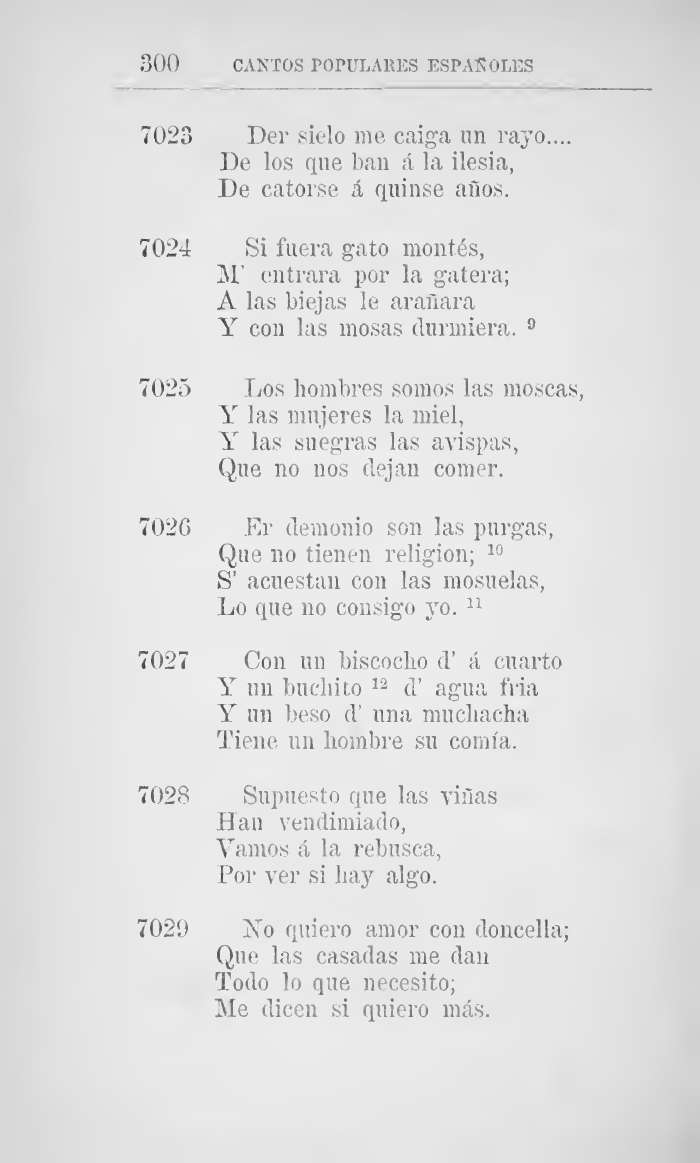 300 CANTOS POPULARES ESPAÑOLES
7023 Der sielo me caiga un rayo....
De los que ban á la ilesia,
De catorse á quinse años.
7024 Si fuera gato montés,
M' entrara por la gatera;
A las biejas le arañara
Y con las mosas durmiera. ⁹
7025 Los hombres somos las moscas,
Y las mujeres la miel,
Y las suegras las avispas,
Que no nos dejan comer.
7026 Er demonio son las purgas,
Que no tienen religion; ¹⁰
S' acuestan con las mosuelas,
Lo que no consigo yo. ¹¹
7027 Con un biscocho d' á cuarto
Y un buchito ¹² d' agua fria
Y un beso d' una muchacha
Tiene un hombre su comía.
7028 Supuesto que las viñas
Han vendimiado,
Vamos á la rebusca,
Por ver si hay algo.
7029 No quiero amor con doncella;
Que las casadas me dan
Todo lo que necesito;
Me dicen si quiero más.